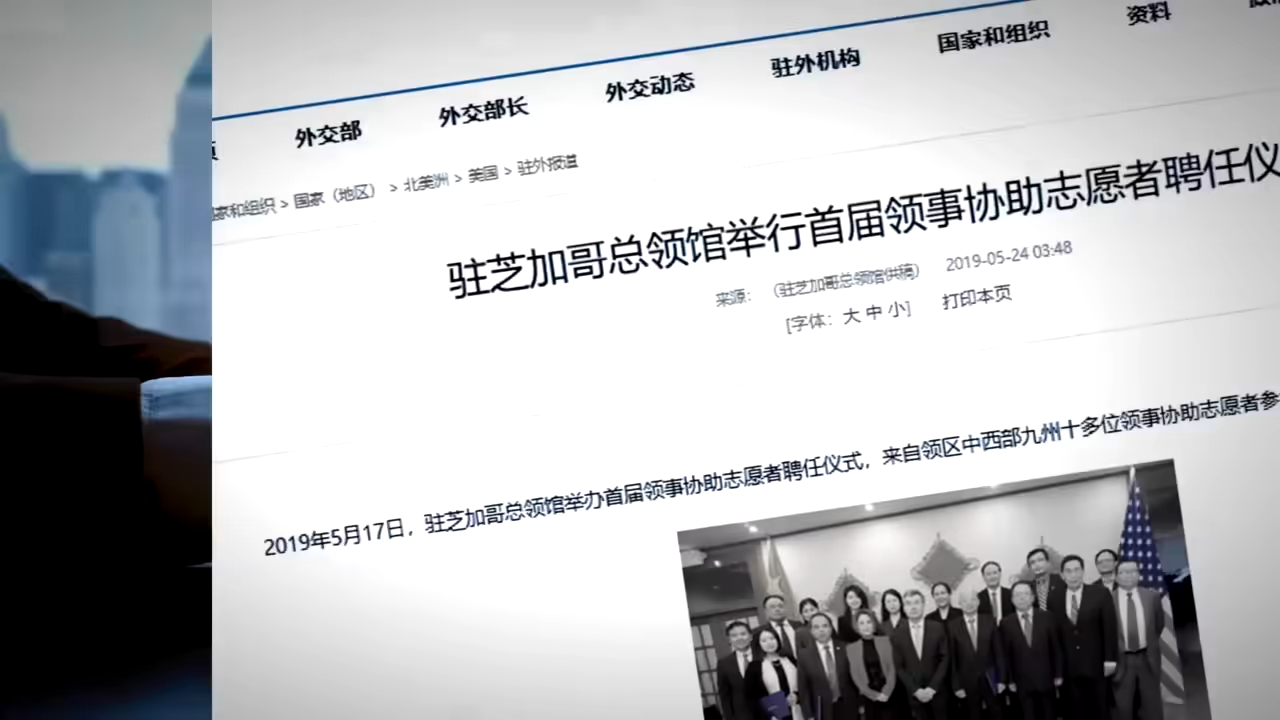 外交部 外交部长 外交动态 驻外机构 国家和组织 资料
国家和组织 > 国家（地区） > 北美洲 > 美国 > 驻外报道
驻芝加哥总领馆举行首届领事协助志愿者聘任仪
来源：（驻芝加哥总领馆供稿） 2019-05-24 03:48
[字体：大 中 小] 打印本页
2019年5月17日，驻芝加哥总领馆举办首届领事协助志愿者聘任仪式，来自领区中西部九州十多位领事协助志愿者参